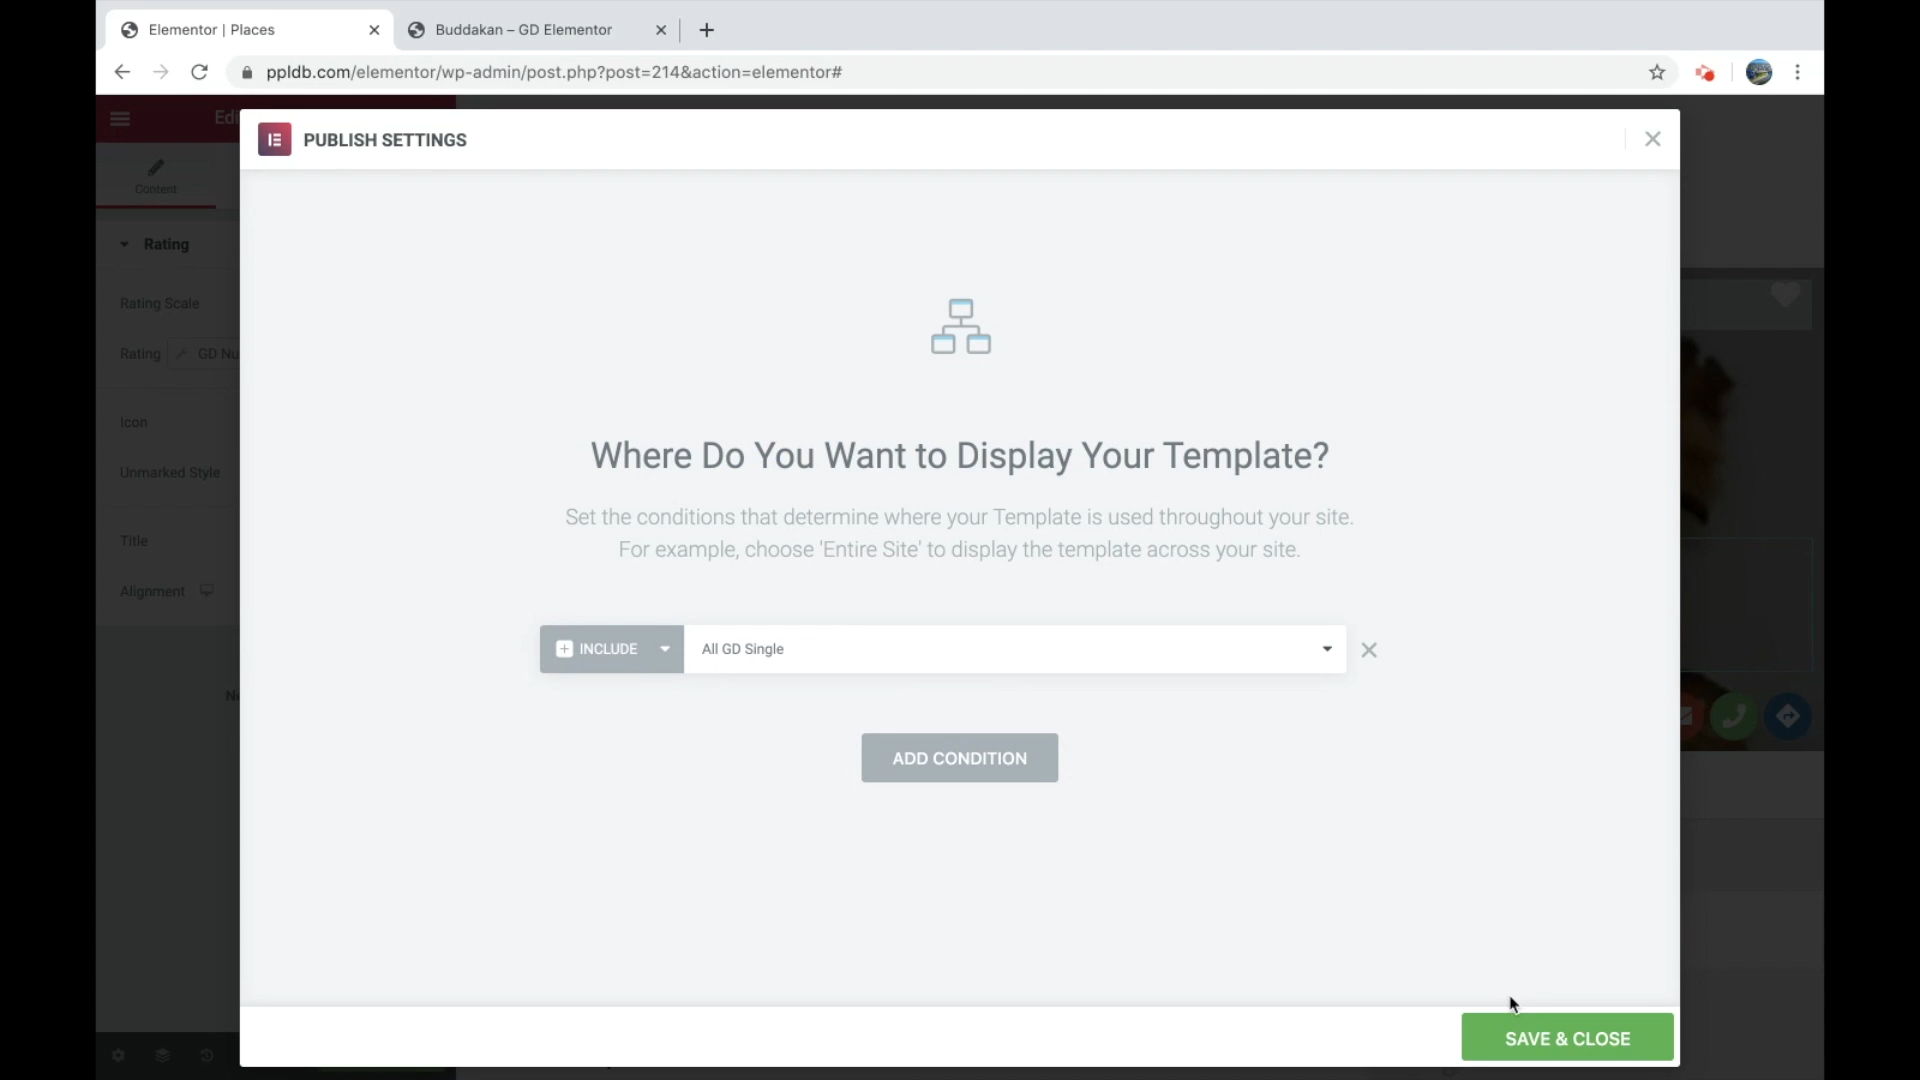 Elementor | Places
Buddakan – GD Elementor
ppldb.com/elementor/wp-admin/post.php?post=214&action=elementor#
Edi
PUBLISH SETTINGS
Content
Rating
Rating Scale
Rating GD Nu
Icon
Unmarked Style
Title
Alignment
Where Do You Want to Display Your Template?
Set the conditions that determine where your Template is used throughout your site.
For example, choose 'Entire Site' to display the template across your site.
INCLUDE All GD Single
ADD CONDITION
SAVE & CLOSE